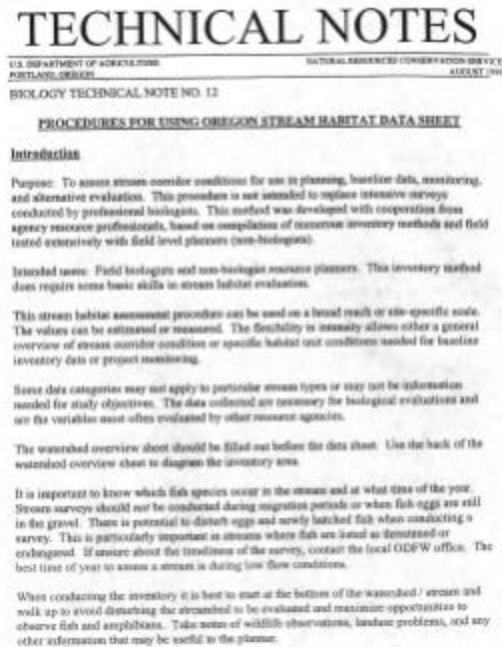 TECHNICAL NOTES
U.S. DEPARTMENT OF AGRICULTURE NATURAL RESOURCES CONSERVATION SERVICE
PORTLAND, OREGON AUGUST
BIOLOGY TECHNICAL NOTE NO. 12
PROCEDURES FOR USING OREGON STREAM HABITAT DATA SHEET
Introduction
Purpose: To assess stream corridor conditions for use in planning, baseline data, monitoring,
and alternative evaluation. This procedure is not intended to replace intensive surveys
conducted by professional biologists. This method was developed with cooperation from
agency resource professionals, based on compilation of numerous inventory methods and field
tested extensively with field level planners (non-biologists).
Intended users: Field biologists and non-biologist resource planners. This inventory method
does require some basic skills in stream habitat evaluation.
This stream habitat assessment procedure can be used on a broad reach or site-specific scale.
The values can be estimated or measured. The flexibility in intensity allows either a general
overview of stream corridor condition or specific habitat unit conditions needed for baseline
inventory data or project monitoring.
Some data categories may not apply to particular stream types or may not be information
needed for study objectives. The data collected are necessary for biological evaluations and
are the variables most often evaluated by other resource agencies.
The watershed overview sheet should be filled out before the data sheet. Use the back of the
watershed overview sheet to diagram the inventory area.
It is important to know which fish species occur in the stream and at what time of the year.
Stream surveys should not be conducted during migration periods or when fish eggs are still
in the gravel. There is potential to disturb eggs and newly hatched fish when conducting a
survey. This is particularly important in streams where fish are listed as threatened or
endangered. If unsure about the timeliness of the survey, contact the local ODFW office. The
best time of year to assess a stream is during low flow conditions.
When conducting the inventory it is best to start at the bottom of the watershed / stream and
walk up to avoid disturbing the streambed to be evaluated and maximize opportunities to
observe fish and amphibians. Take notes of wildlife observations, landuse problems, and any
other information that may be useful to the planner.